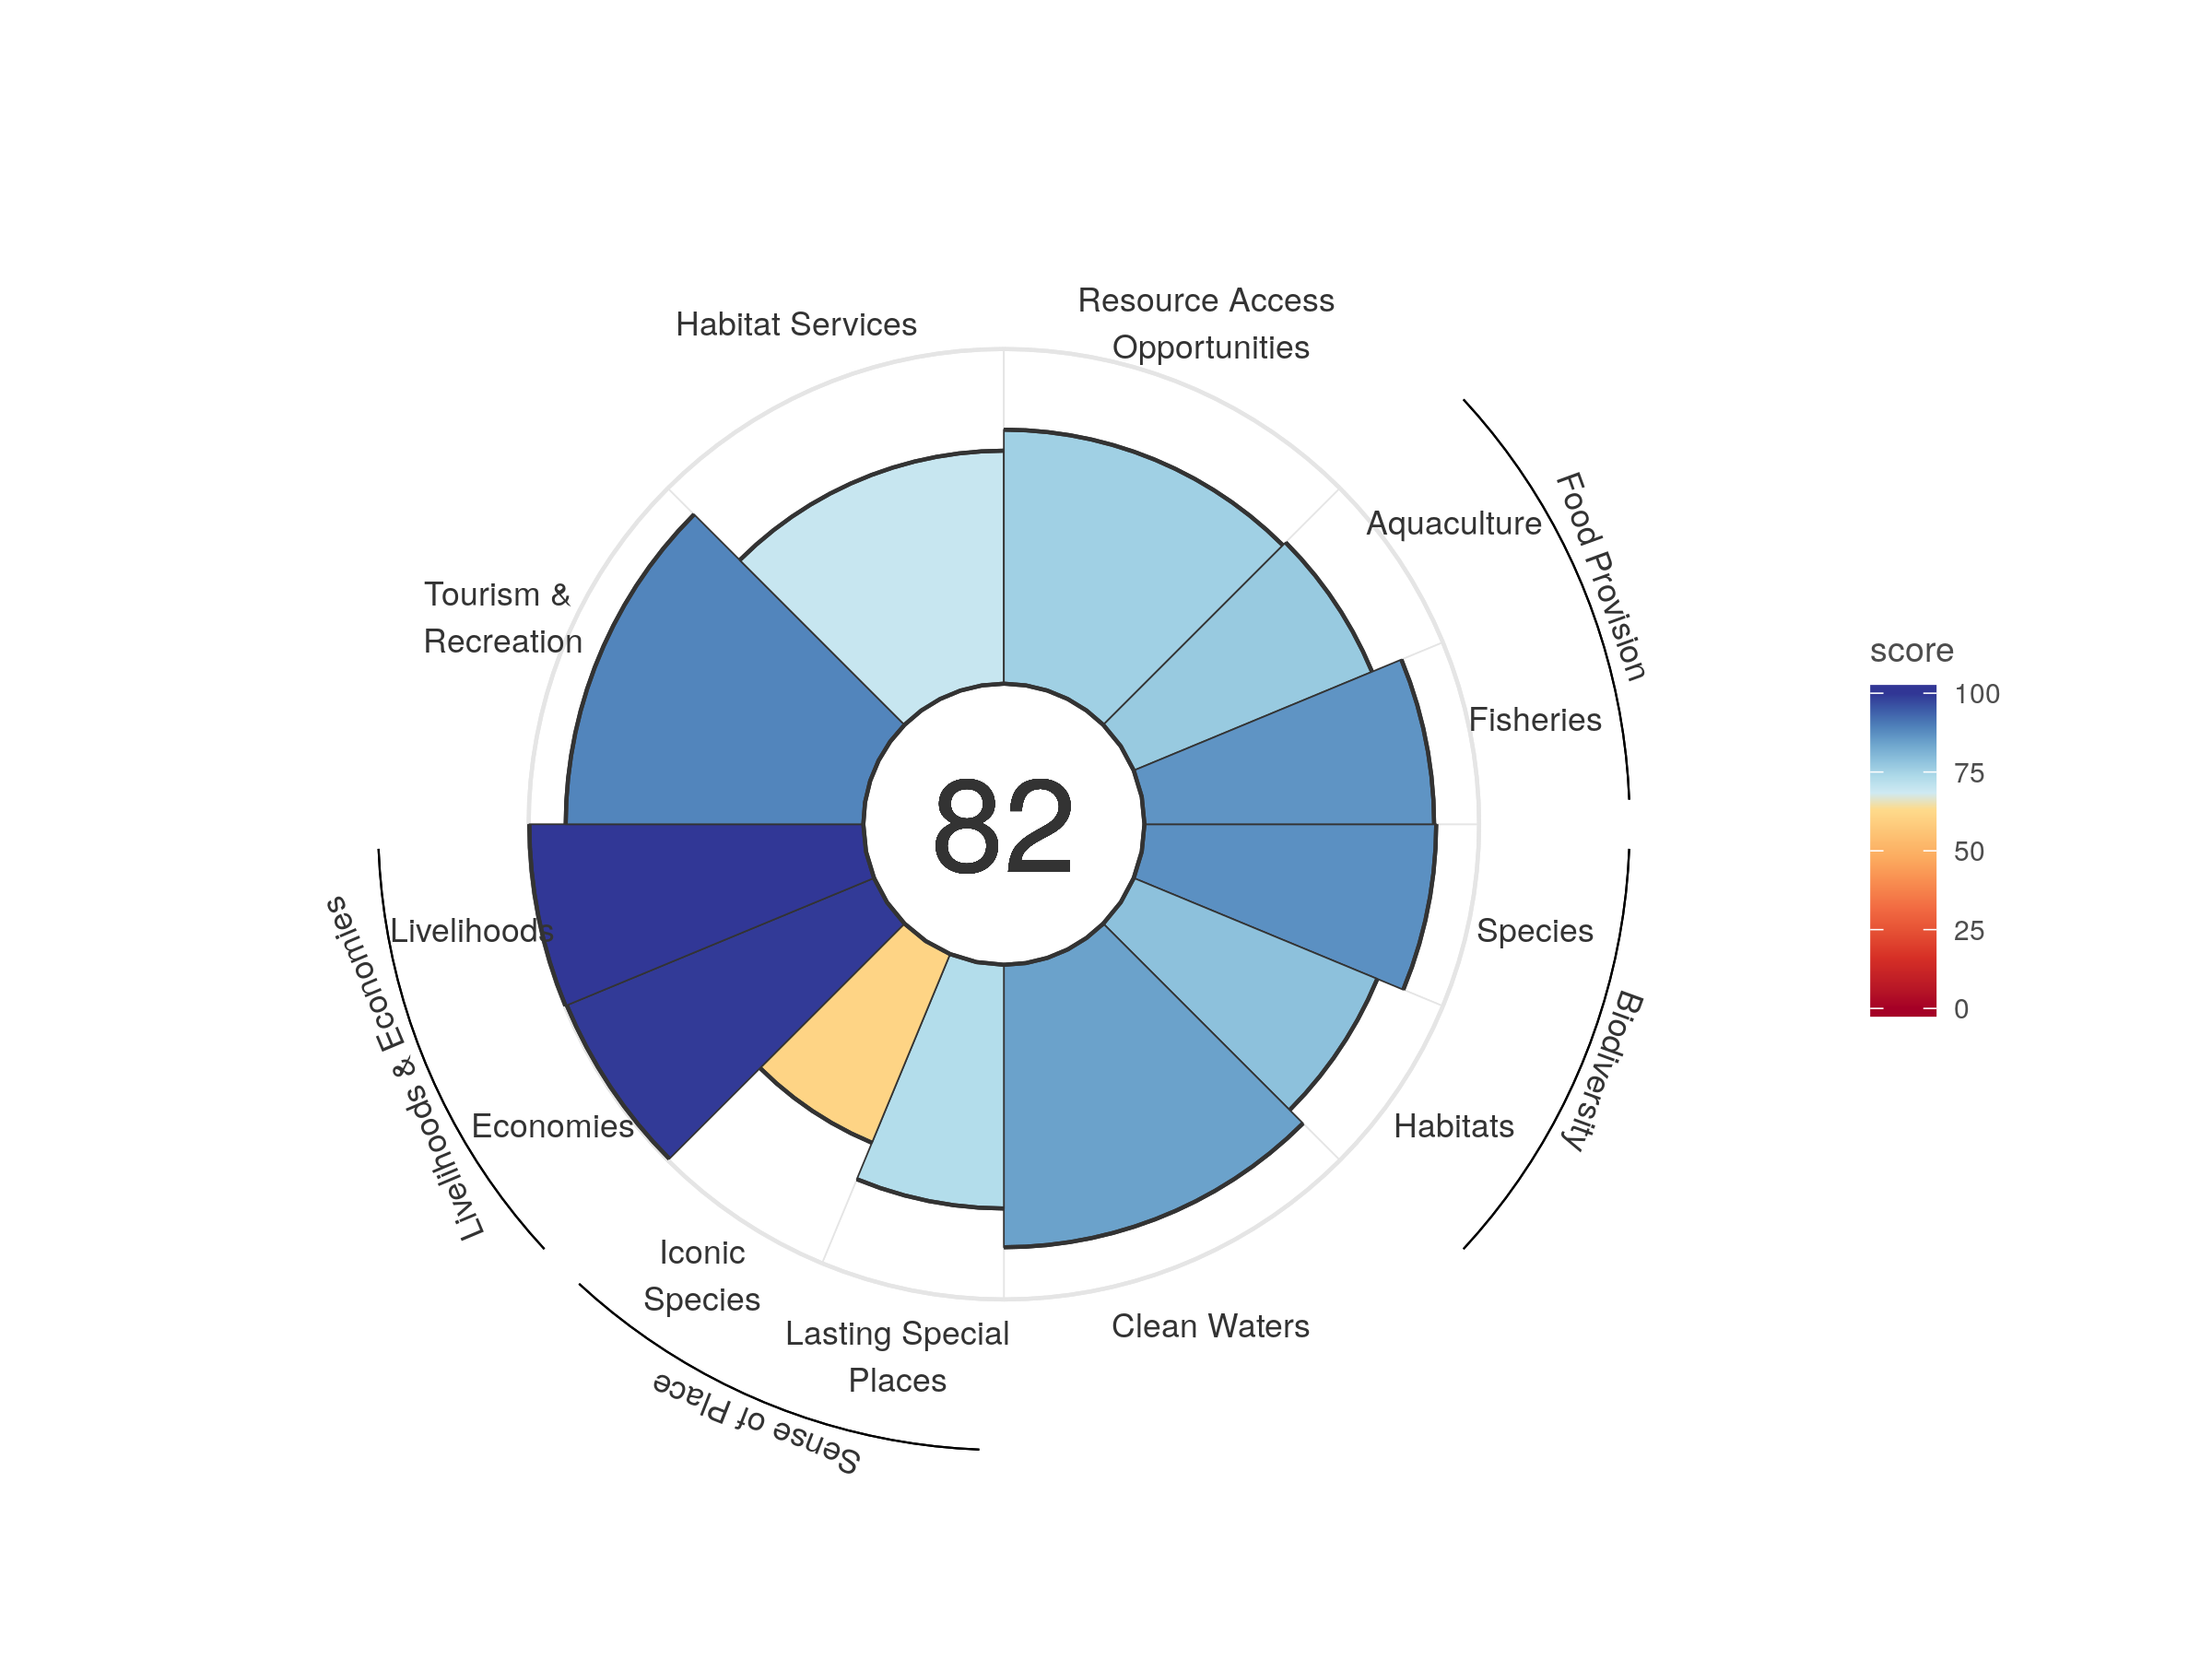 Resource Access
Opportunities
Habitat Services
Aquaculture
Food Provision
Tourism &
Recreation
Fisheries
score
100
75
50
25
0
82
Livelihoods
Species
Livelihoods & Economies
Biodiversity
Economies
Habitats
Iconic
Species
Lasting Special
Places
Clean Waters
Sense of Place